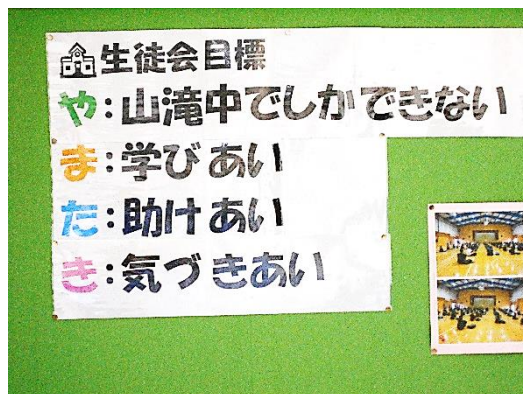 生徒会目標
や:山滝中でしかできない
ま:学びあい
た:助けあい
き:気づきあい